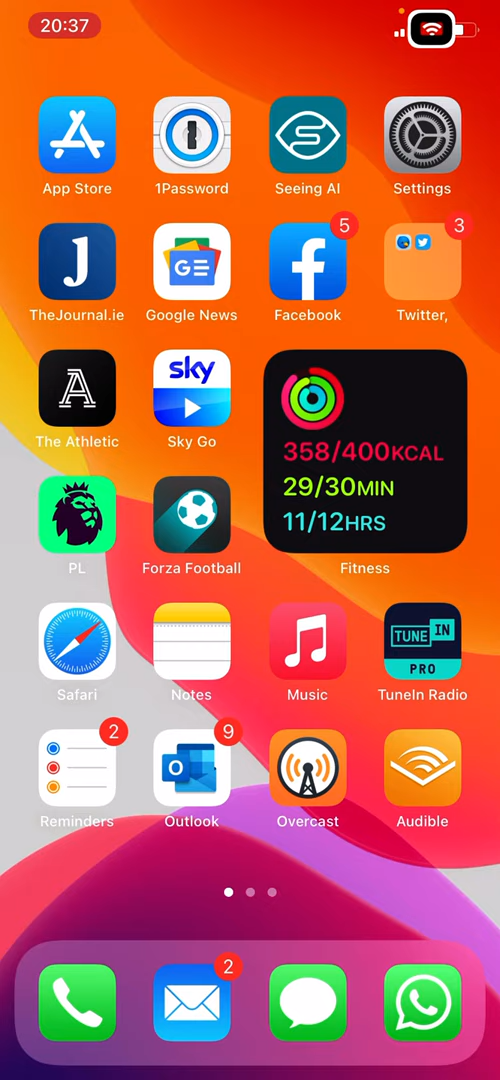 20:37
App Store
1Password
Seeing AI
Settings
J
GE
5
3
TheJournal.ie
Google News
Facebook
Twitter,
A
sky
358/400KCAL
29/30MIN
11/12HRS
The Athletic
Sky Go
PL
Forza Football
Fitness
TUNE IN
PRO
Safari
Notes
Music
TuneIn Radio
2
9
O
Reminders
Outlook
Overcast
Audible
2